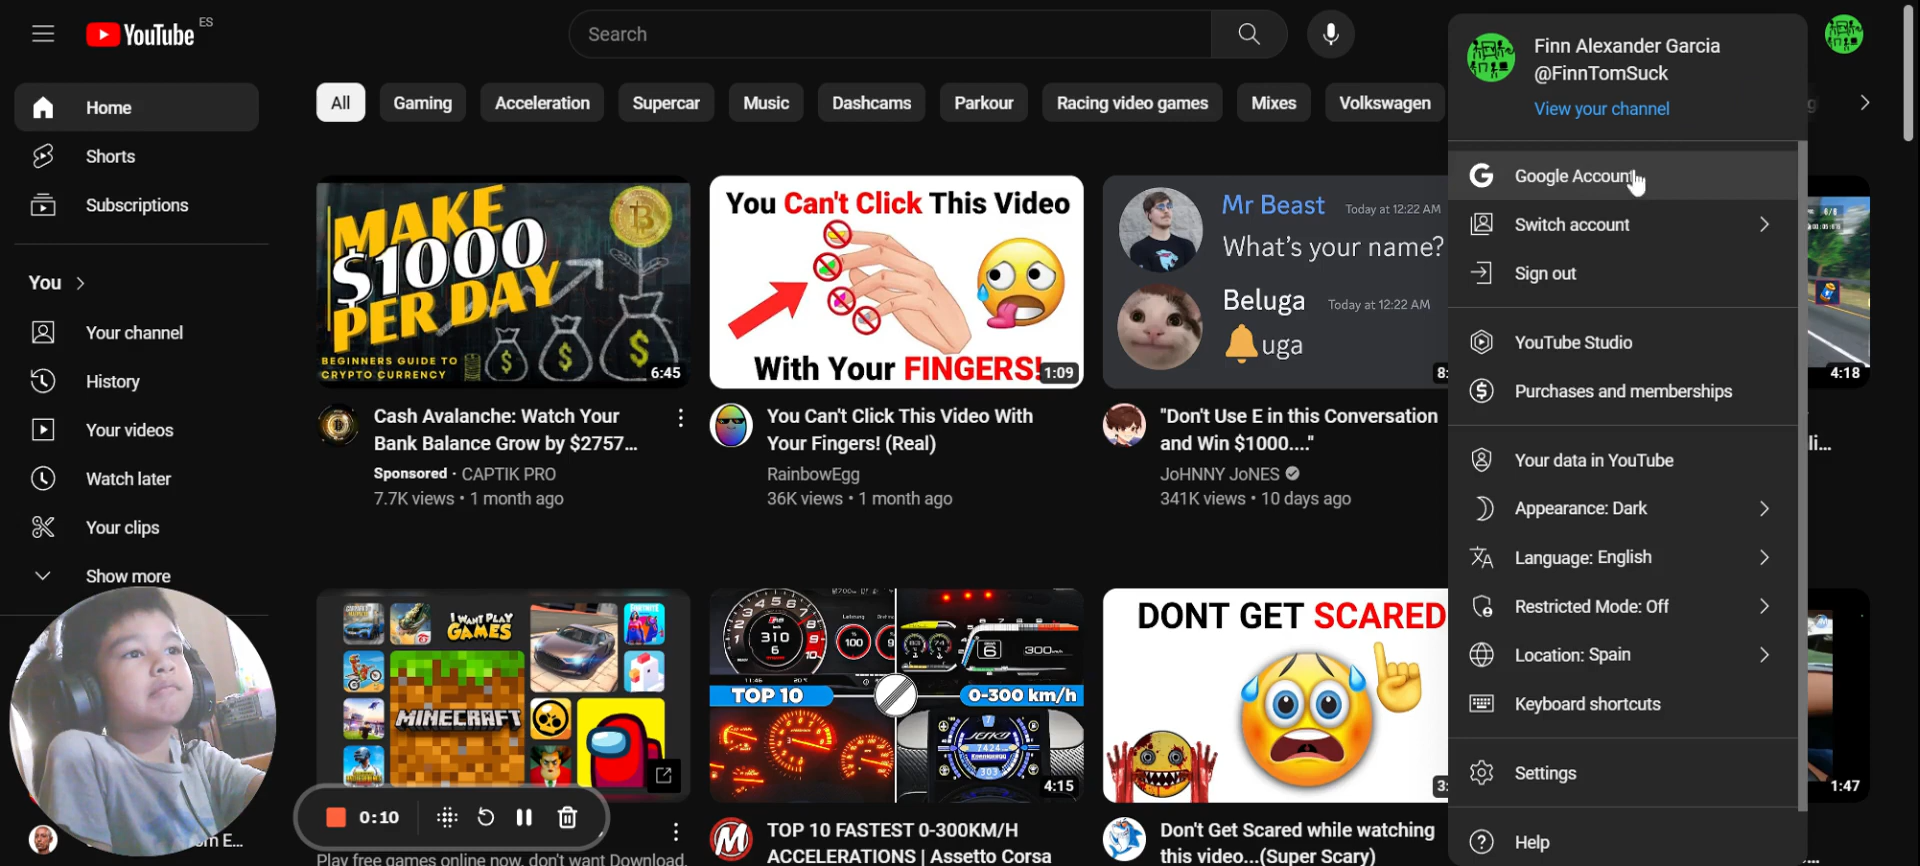 YouTube ES
Search
Home
Shorts
Subscriptions
You
Your channel
History
Your videos
Watch later
Your clips
Show more
All
Gaming
Acceleration
Supercar
Music
Dashcams
Parkour
Racing video games
Mixes
Volkswagen
MAKE
$1000
PER DAY
BEGINNERS GUIDE TO
CRYPTO CURRENCY
6:45
Cash Avalanche: Watch Your
Bank Balance Grow by $2757...
Sponsored • CAPTIK PRO
7.7K views • 1 month ago
You Can't Click This Video
With Your FINGERS!
1:09
You Can't Click This Video With
Your Fingers! (Real)
RainbowEgg
36K views • 1 month ago
Mr Beast Today at 12:22 AM
What's your name?
Beluga Today at 12:22 AM
uga
8:
"Don't Use E in this Conversation
and Win $1000...."
JoHNNY JoNES
341K views • 10 days ago
4:18
I WANT PLAY
GAMES
MINECRAFT
0:10
Play free games online now, don't want Download.
TOP 10
0-300 km/h
4:15
TOP 10 FASTEST 0-300KM/H
ACCELERATIONS | Assetto Corsa
DONT GET SCARED
3:
Don't Get Scared while watching
this video...(Super Scary)
1:47
Finn Alexander Garcia
@FinnTomSuck
View your channel
Google Account
Switch account
Sign out
YouTube Studio
Purchases and memberships
Your data in YouTube
Appearance: Dark
Language: English
Restricted Mode: Off
Location: Spain
Keyboard shortcuts
Settings
Help